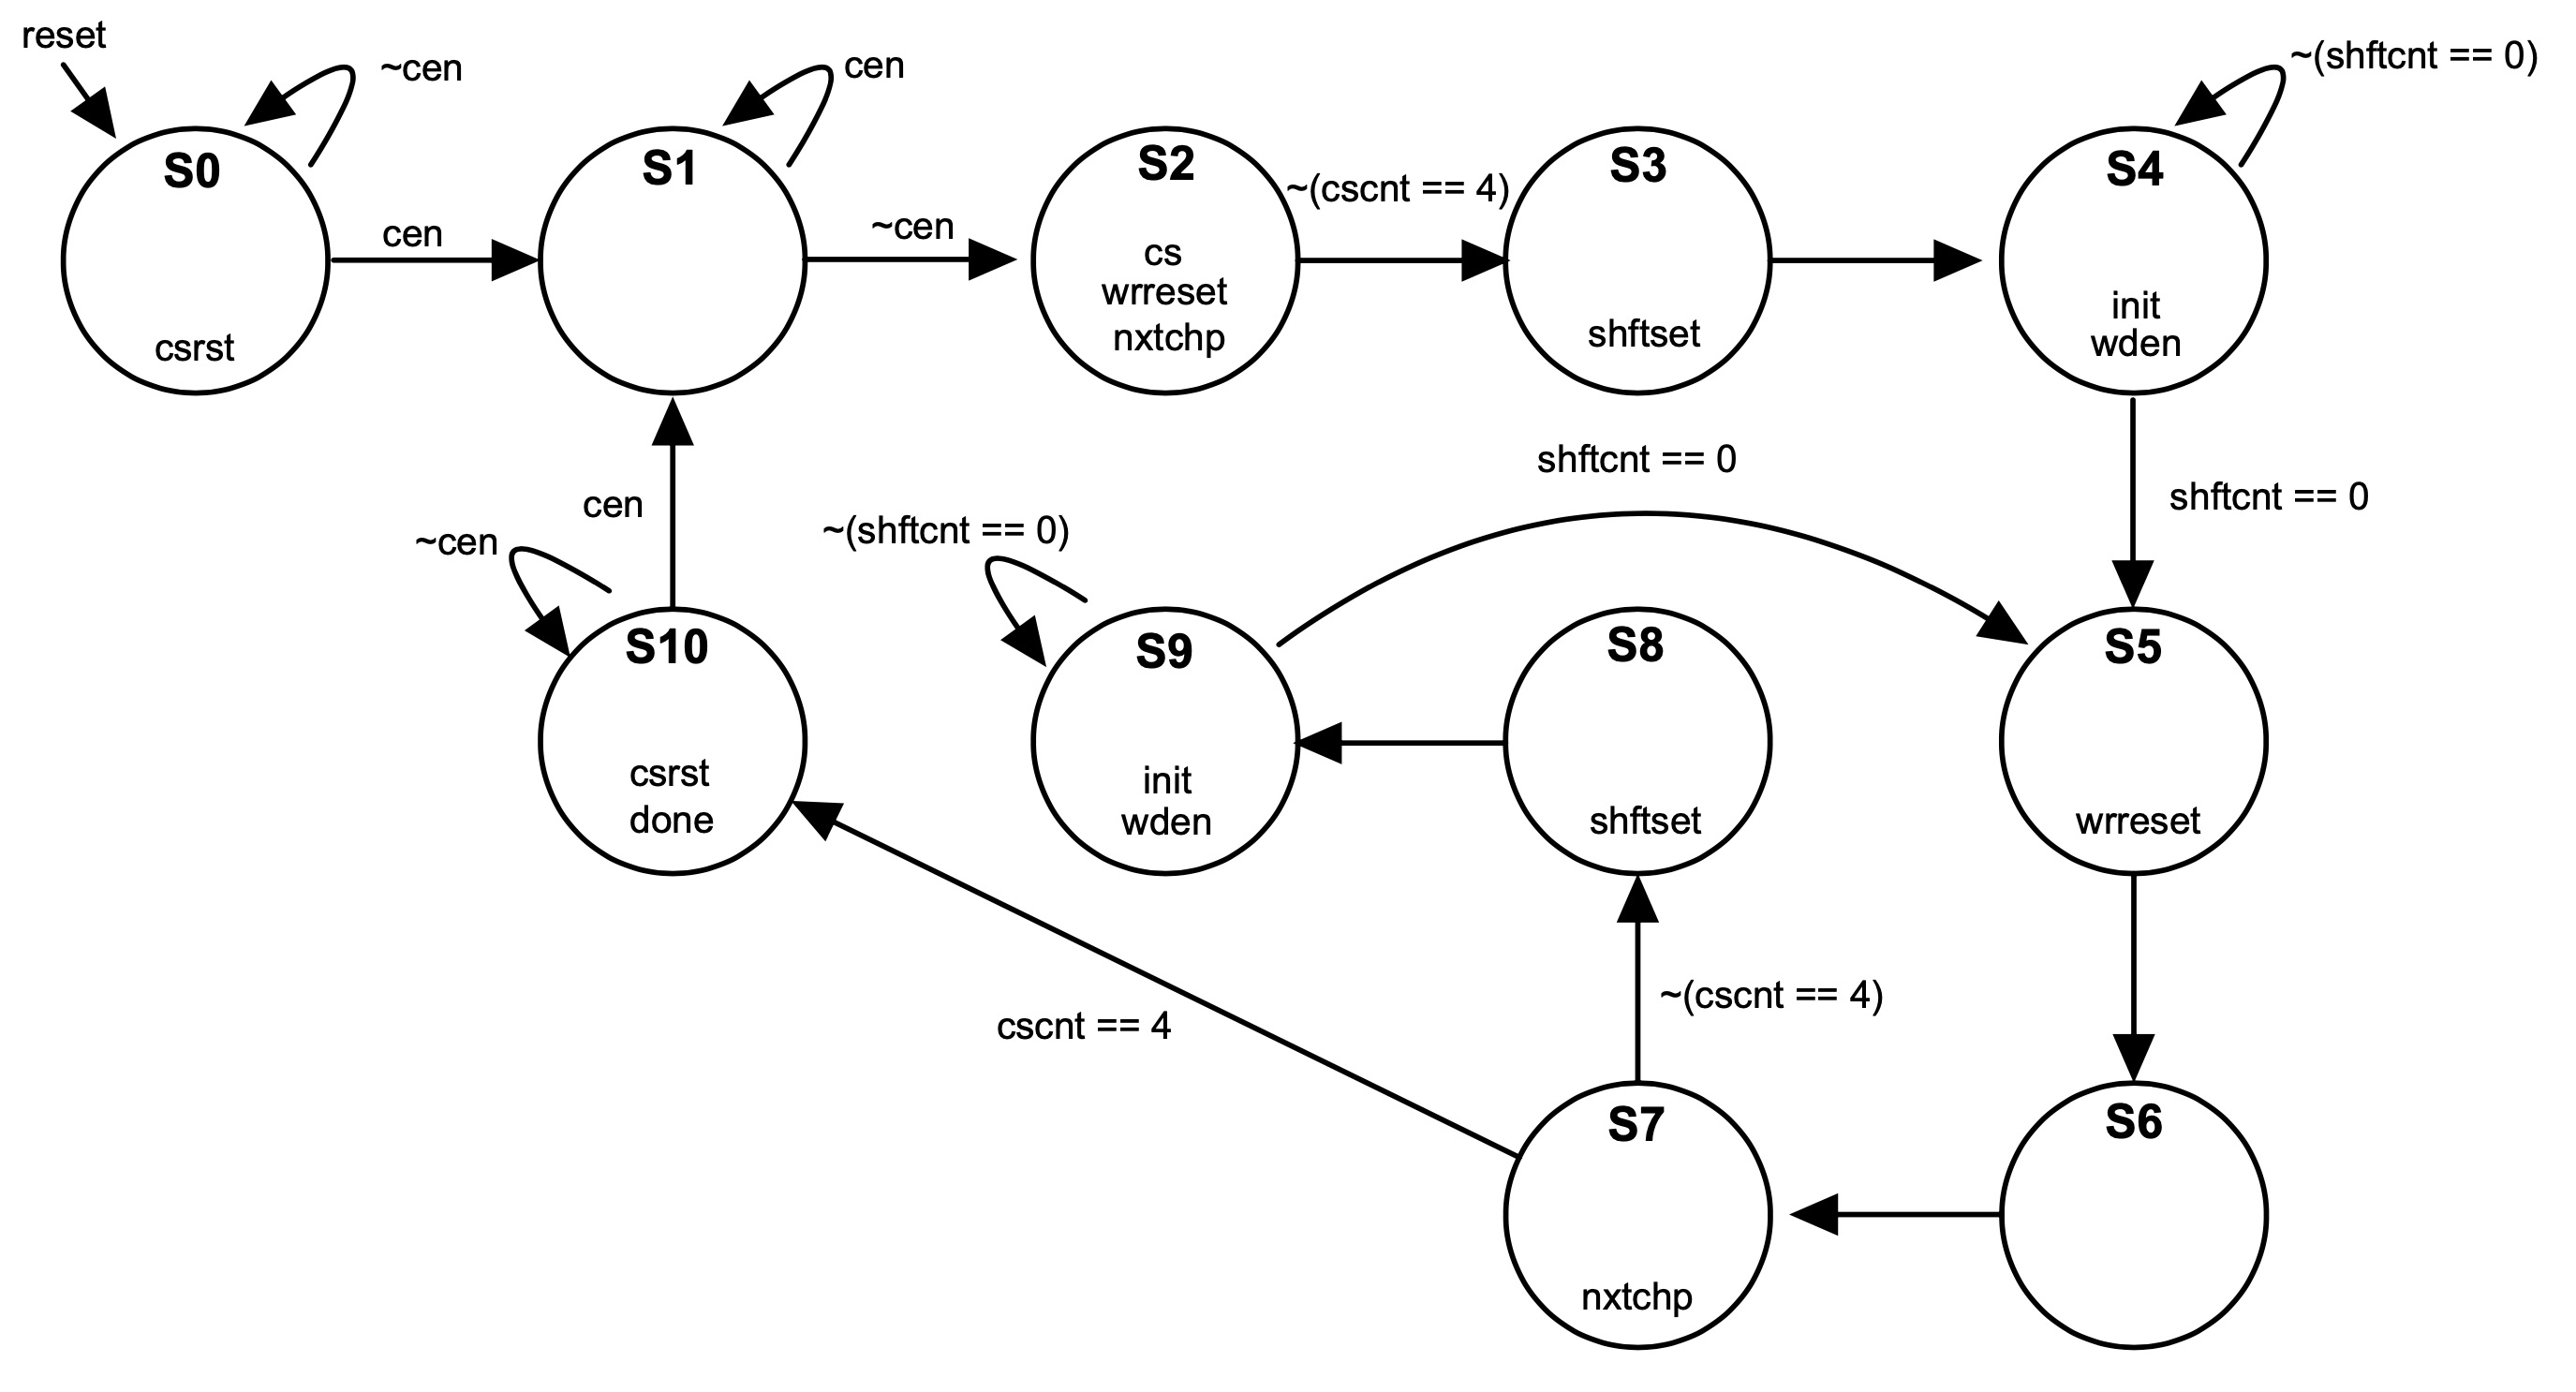 reset
~cen
S0
csrst
cen
cen
S1
~cen
S2
cs
wrreset
nxtchp
~(cscnt == 4)
S3
shftset
~(shftcnt == 0)
S4
init
wden
shftcnt == 0
shftcnt == 0
cen
~cen
S10
csrst
done
~(shftcnt == 0)
S9
init
wden
S8
shftset
S5
wrreset
cscnt == 4
~(cscnt == 4)
S7
nxtchp
S6